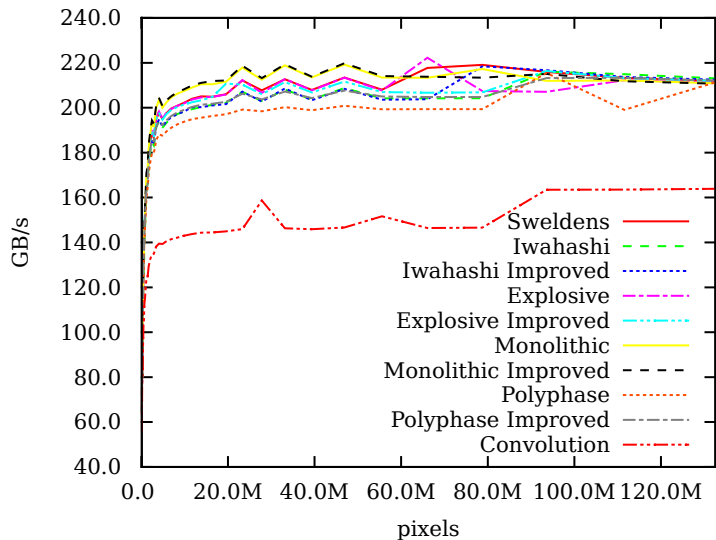 240.0
220.0
200.0
180.0
160.0
140.0
120.0
100.0
80.0
60.0
40.0
GB/s
Sweldens
Iwahashi
Iwahashi Improved
Explosive
Explosive Improved
Monolithic
Monolithic Improved
Polyphase
Polyphase Improved
Convolution
0.0 20.0M 40.0M 60.0M 80.0M 100.0M 120.0M
pixels